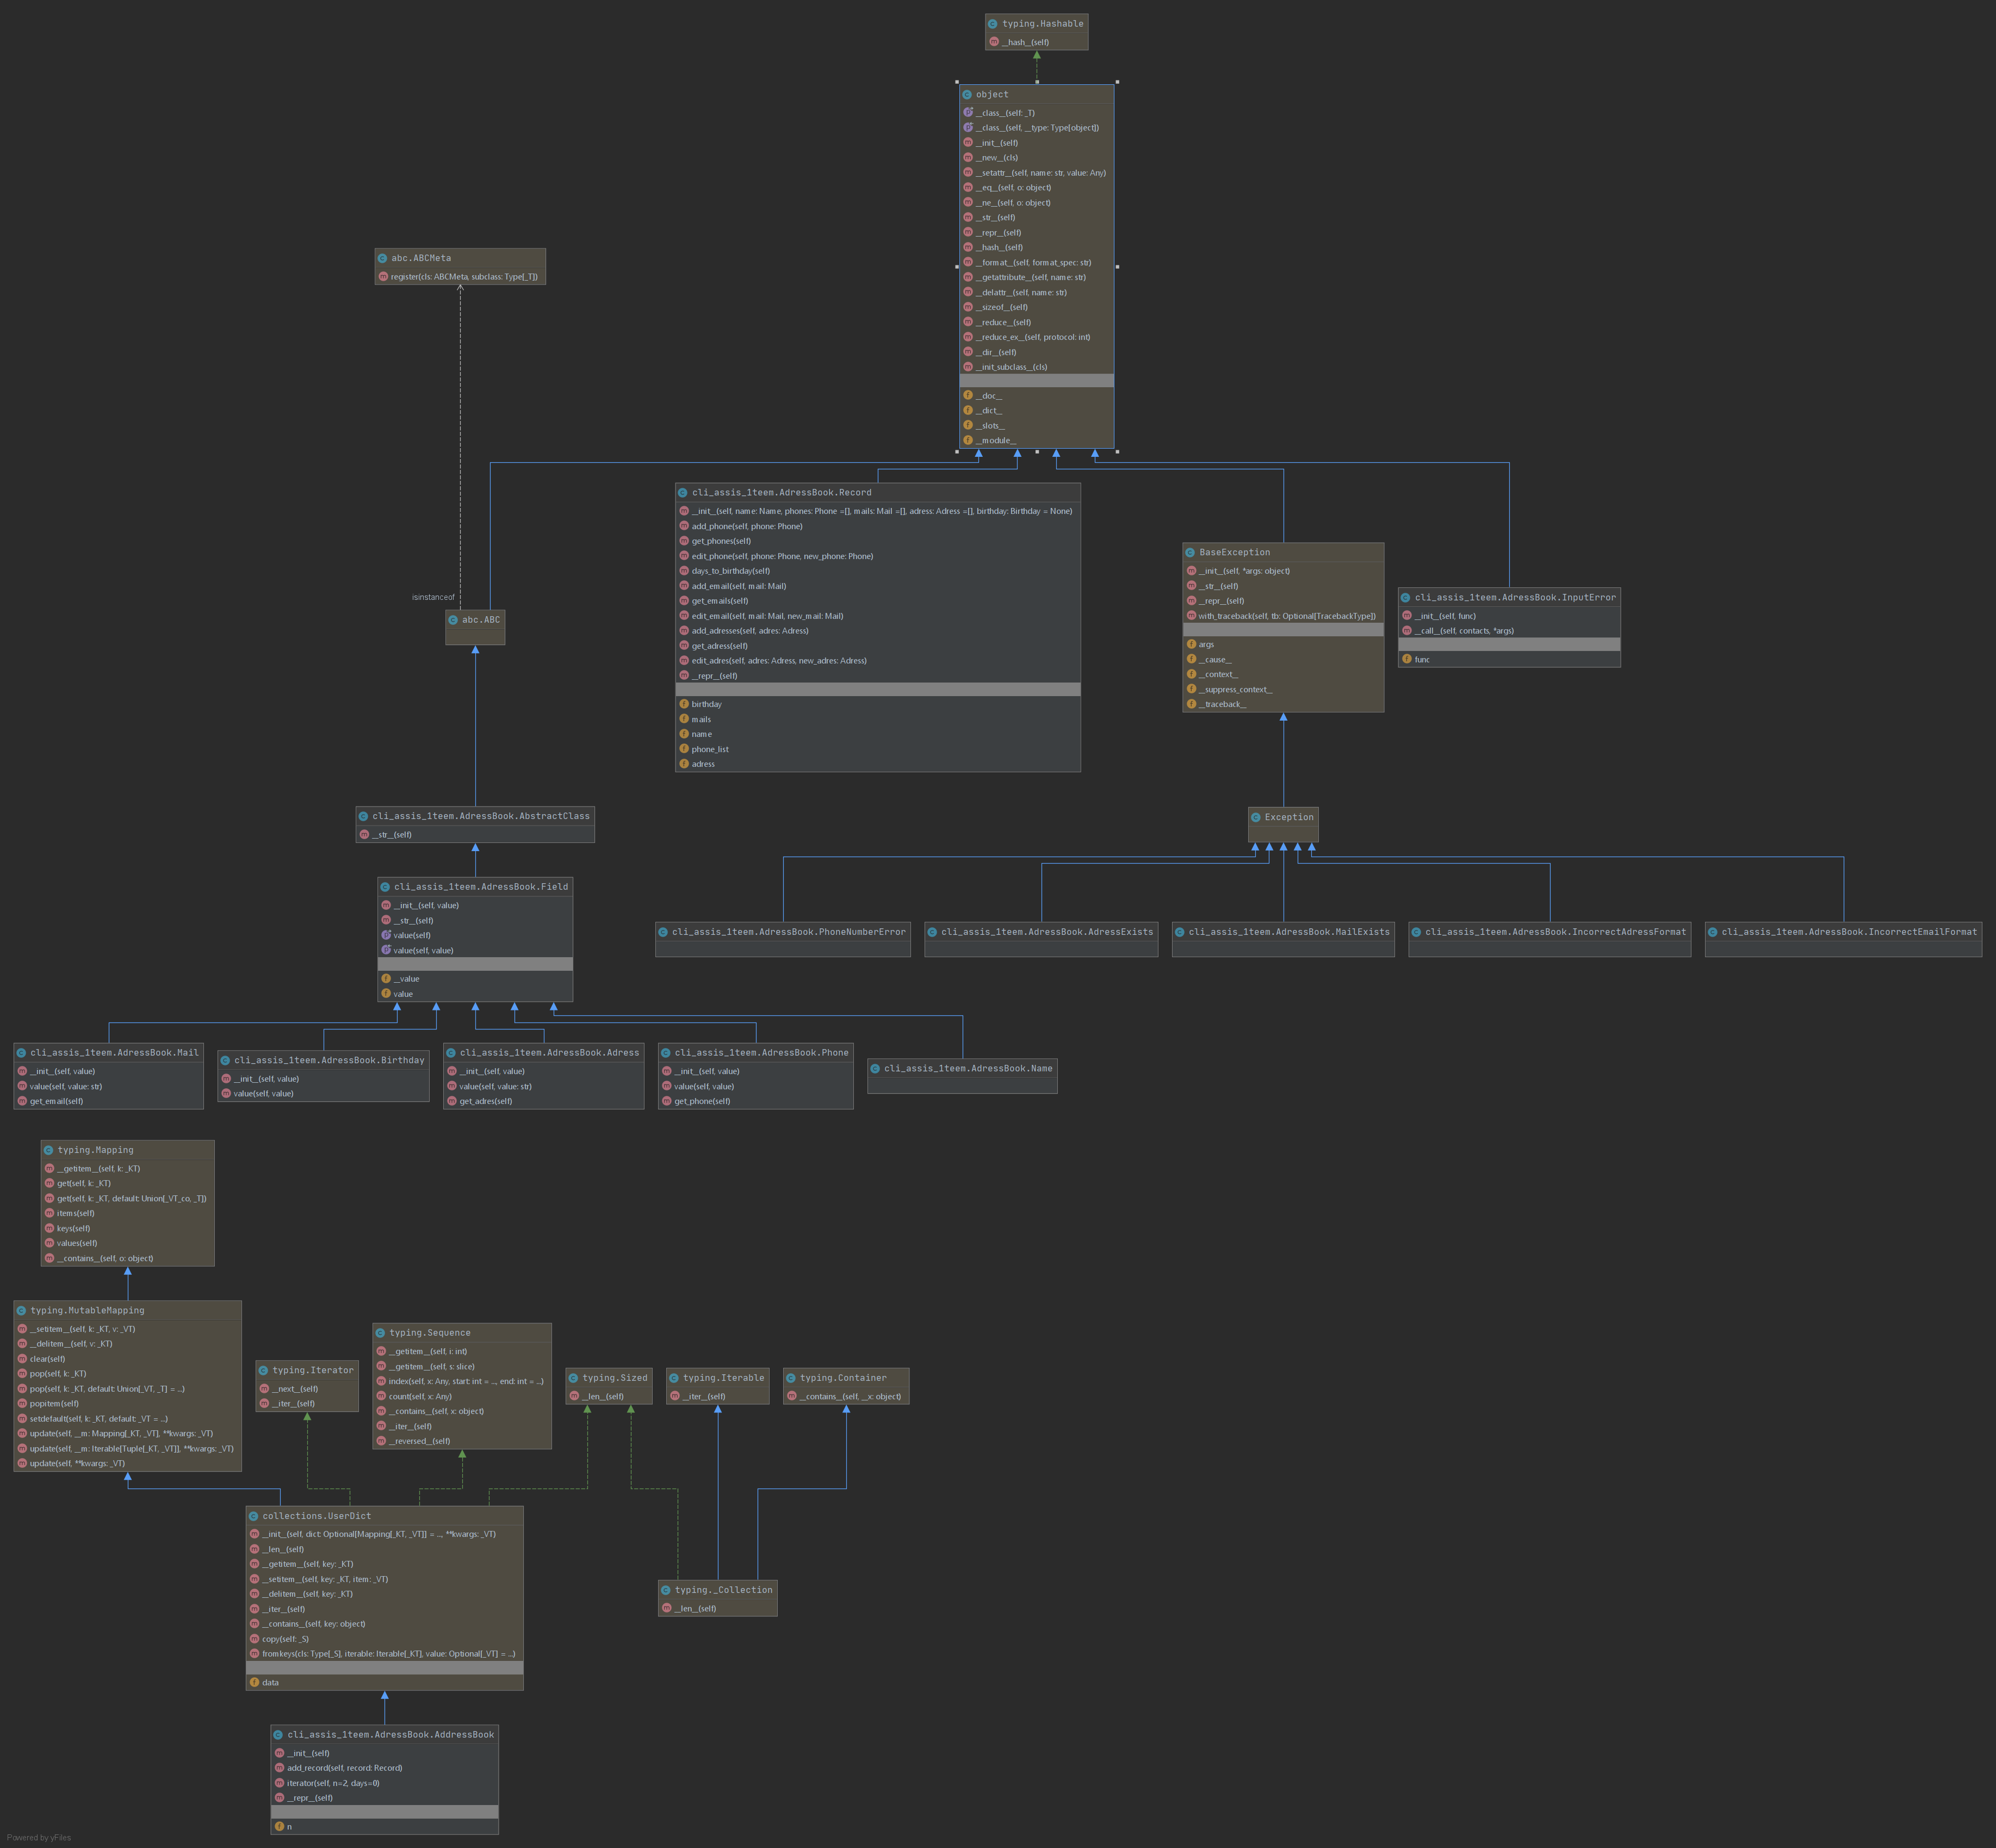 typing.Hashable
__hash__(self)
object
__class__(self: _T)
__class__(self, __type: Type[object])
__init__(self)
__new__(cls)
__setattr__(self, name: str, value: Any)
__eq__(self, o: object)
__ne__(self, o: object)
__str__(self)
__repr__(self)
__hash__(self)
__format__(self, format_spec: str)
__getattribute__(self, name: str)
__delattr__(self, name: str)
__sizeof__(self)
__reduce__(self)
__reduce_ex__(self, protocol: int)
__dir__(self)
__init_subclass__(cls)
__doc__
__dict__
__slots__
__module__
abc.ABCMeta
register(cls: ABCMeta, subclass: Type[_T])
isinstanceof
abc.ABC
cli_assis_1teem.AdressBook.Record
__init__(self, name: Name, phones: Phone =[], mails: Mail =[], adress: Adress =[], birthday: Birthday = None)
add_phone(self, phone: Phone)
get_phones(self)
edit_phone(self, phone: Phone, new_phone: Phone)
days_to_birthday(self)
add_email(self, mail: Mail)
get_emails(self)
edit_email(self, mail: Mail, new_mail: Mail)
add_adresses(self, adres: Adress)
get_adress(self)
edit_adres(self, adres: Adress, new_adres: Adress)
__repr__(self)
birthday
mails
name
phone_list
adress
BaseException
__init__(self, *args: object)
__str__(self)
__repr__(self)
with_traceback(self, tb: Optional[TracebackType])
args
__cause__
__context__
__suppress_context__
__traceback__
cli_assis_1teem.AdressBook.InputError
__init__(self, func)
__call__(self, contacts, *args)
func
cli_assis_1teem.AdressBook.AbstractClass
__str__(self)
Exception
cli_assis_1teem.AdressBook.Field
__init__(self, value)
__str__(self)
value(self)
value(self, value)
__value
value
cli_assis_1teem.AdressBook.PhoneNumberError
cli_assis_1teem.AdressBook.AdressExists
cli_assis_1teem.AdressBook.MailExists
cli_assis_1teem.AdressBook.IncorrectAdressFormat
cli_assis_1teem.AdressBook.IncorrectEmailFormat
cli_assis_1teem.AdressBook.Mail
__init__(self, value)
value(self, value: str)
get_email(self)
cli_assis_1teem.AdressBook.Birthday
__init__(self, value)
value(self, value)
cli_assis_1teem.AdressBook.Adress
__init__(self, value)
value(self, value: str)
get_adres(self)
cli_assis_1teem.AdressBook.Phone
__init__(self, value)
value(self, value)
get_phone(self)
cli_assis_1teem.AdressBook.Name
typing.Mapping
__getitem__(self, k: _KT)
get(self, k: _KT)
get(self, k: _KT, default: Union[_VT_co, _T])
items(self)
keys(self)
values(self)
__contains__(self, o: object)
typing.MutableMapping
__setitem__(self, k: _KT, v: _VT)
__delitem__(self, v: _KT)
clear(self)
pop(self, k: _KT)
pop(self, k: _KT, default: Union[_VT, _T] = ...)
popitem(self)
setdefault(self, k: _KT, default: _VT = ...)
update(self, __m: Mapping[_KT, _VT], **kwargs: _VT)
update(self, __m: Iterable[Tuple[_KT, _VT]], **kwargs: _VT)
update(self, **kwargs: _VT)
typing.Iterator
__next__(self)
__iter__(self)
typing.Sequence
__getitem__(self, i: int)
__getitem__(self, s: slice)
index(self, x: Any, start: int = ..., end: int = ...)
count(self, x: Any)
__contains__(self, x: object)
__iter__(self)
__reversed__(self)
typing.Sized
__len__(self)
typing.Iterable
__iter__(self)
typing.Container
__contains__(self, __x: object)
collections.UserDict
__init__(self, dict: Optional[Mapping[_KT, _VT]] = ..., **kwargs: _VT)
__len__(self)
__getitem__(self, key: _KT)
__setitem__(self, key: _KT, item: _VT)
__delitem__(self, key: _KT)
__iter__(self)
__contains__(self, key: object)
copy(self: _S)
fromkeys(cls: Type[_S], iterable: Iterable[_KT], value: Optional[_VT] = ...)
data
typing._Collection
__len__(self)
cli_assis_1teem.AdressBook.AddressBook
__init__(self)
add_record(self, record: Record)
iterator(self, n=2, days=0)
__repr__(self)
n
Powered by yFiles